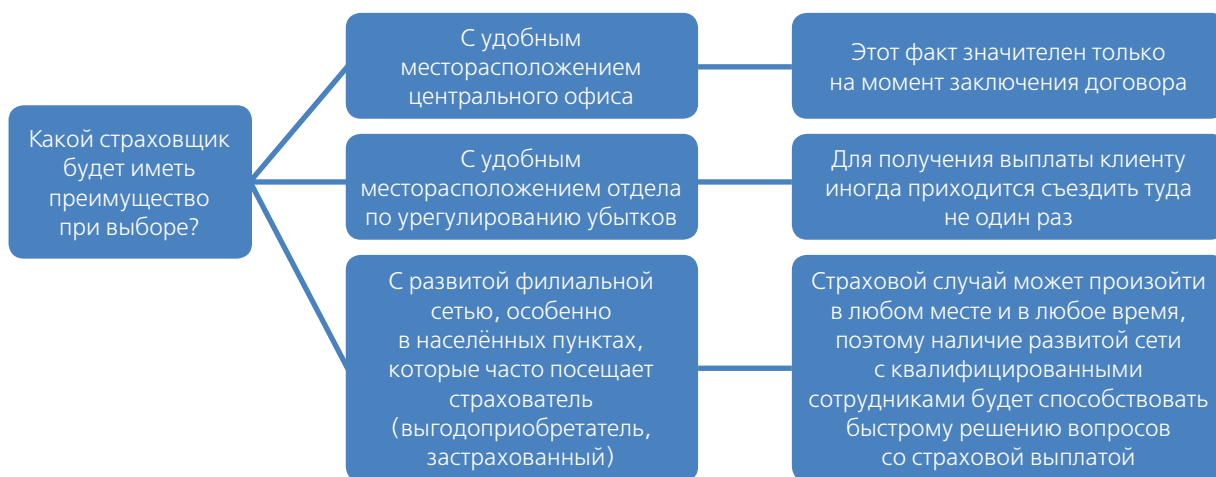 Какой страховщик
будет иметь
преимущество
при выборе?
С удобным
месторасположением
центрального офиса
Этот факт значителен только
на момент заключения договора
С удобным
месторасположением отдела
по урегулированию убытков
Для получения выплаты клиенту
иногда приходится съездить туда
не один раз
С развитой филиальной
сетью, особенно
в населённых пунктах,
которые часто посещает
страхователь
(выгодоприобретатель,
застрахованный)
Страховой случай может произойти
в любом месте и в любое время,
поэтому наличие развитой сети
с квалифицированными
сотрудниками будет способствовать
быстрому решению вопросов
со страховой выплатой